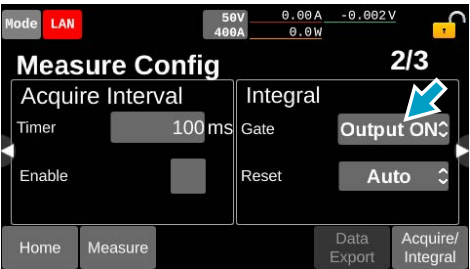 Mode LAN 50V 0.00A -0.002V
400A 0.0W
Measure Config 2/3
Acquire Interval Integral
Timer 100 ms Gate Output ON
Enable Reset Auto
Home Measure Data Export Acquire/ Integral